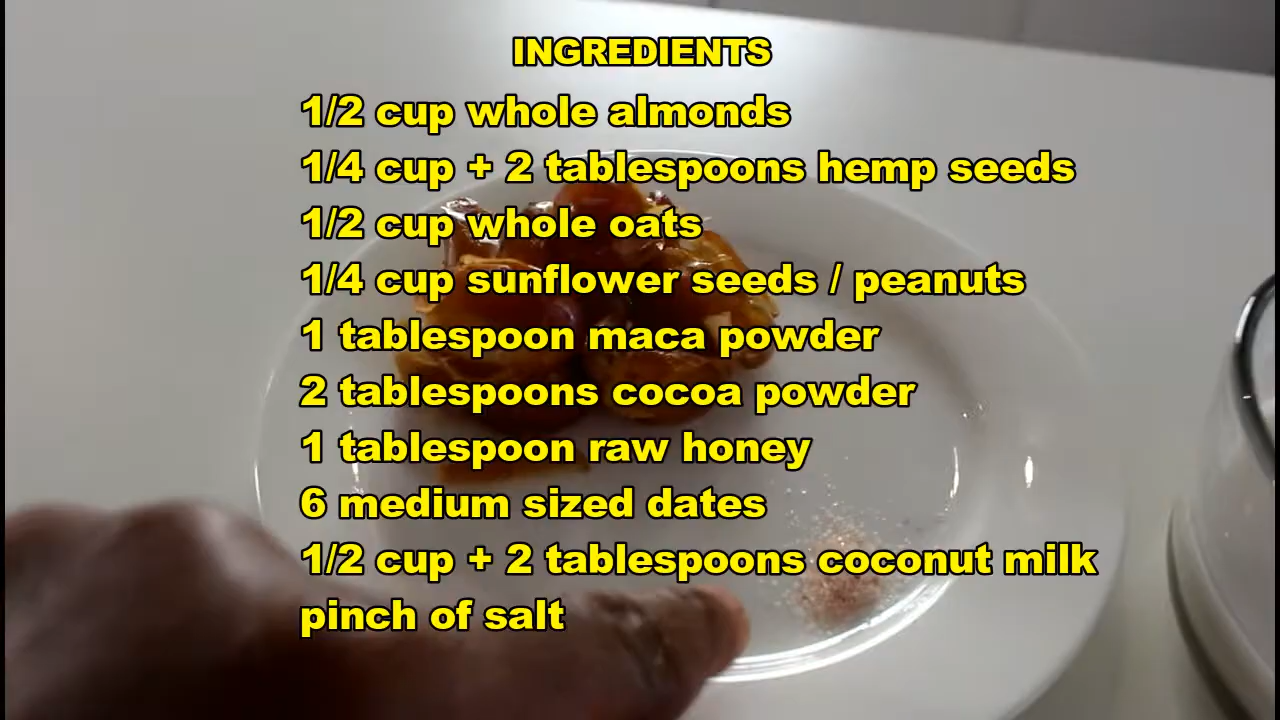 INGREDIENTS
1/2 cup whole almonds
1/4 cup + 2 tablespoons hemp seeds
1/2 cup whole oats
1/4 cup sunflower seeds / peanuts
1 tablespoon maca powder
2 tablespoons cocoa powder
1 tablespoon raw honey
6 medium sized dates
1/2 cup + 2 tablespoons coconut milk
pinch of salt